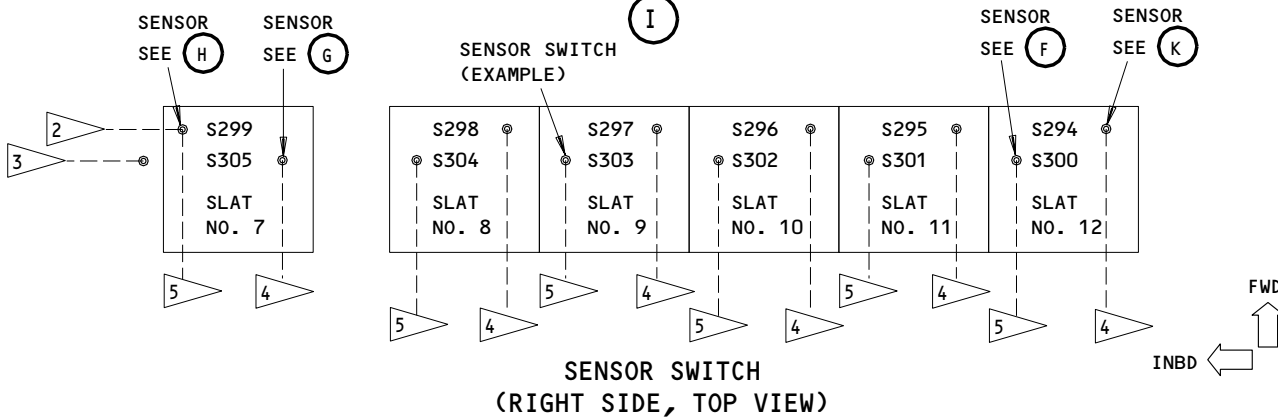 SENSOR
SEE H
SENSOR
SEE G
I
SENSOR SWITCH
(EXAMPLE)
SENSOR
SEE F
SENSOR
SEE K
2
3
S299
S305
SLAT
NO. 7
S298
S304
SLAT
NO. 8
S297
S303
SLAT
NO. 9
S296
S302
SLAT
NO. 10
S295
S301
SLAT
NO. 11
S294
S300
SLAT
NO. 12
5
4
5
4
5
4
5
4
5
4
5
4
FWD
INBD
SENSOR SWITCH
(RIGHT SIDE, TOP VIEW)